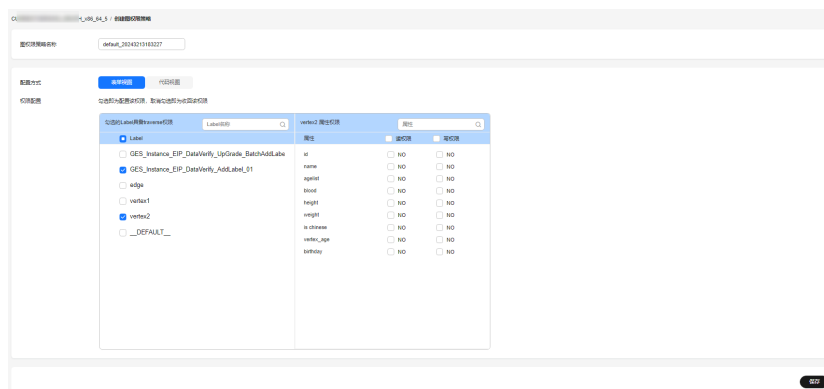 _x86_64_5 / 创建图权限策略
图权限策略名称
default_20243213183227
配置方式
表单视图
代码视图
权限配置
勾选即为配置读权限，取消勾选即为收回读权限
勾选的Label具备traverse权限
Label名称
vertex2 属性权限
属性
Label
属性
读权限
写权限
GES_Instance_EIP_DataVerify_UpGrade_BatchAddLabe
GES_Instance_EIP_DataVerify_AddLabel_01
edge
vertex1
vertex2
__DEFAULT__
id NO NO
name NO NO
agelist NO NO
blood NO NO
height NO NO
weight NO NO
is chinese NO NO
vertex_age NO NO
birthday NO NO
保存